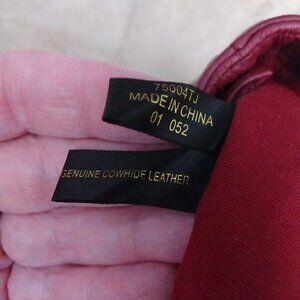 75004TJ
MADE IN CHINA
01 052
GENUINE COWHIDE LEATHER